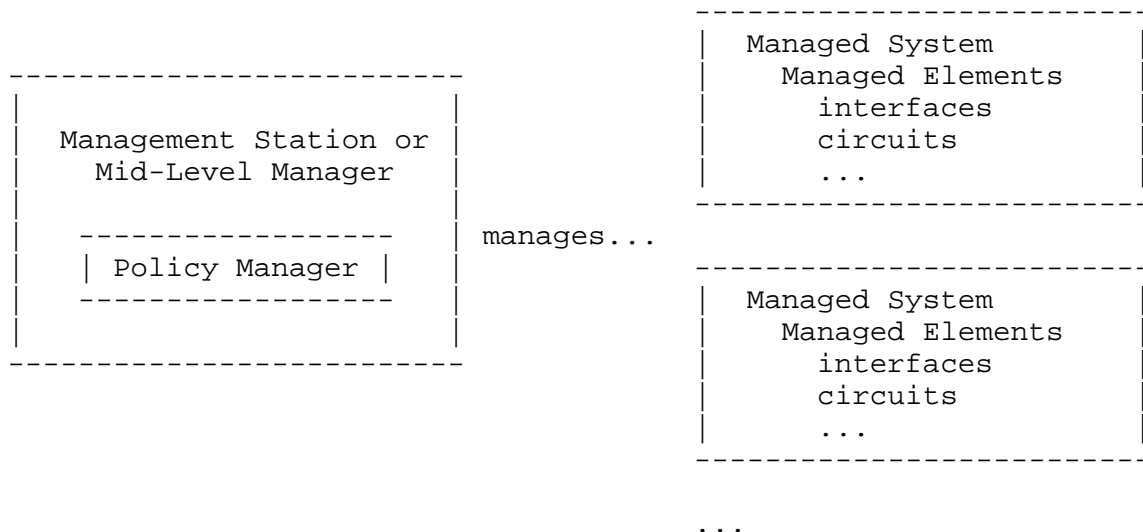 Management Station or
Mid-Level Manager
Policy Manager
manages...
Managed System
Managed Elements
interfaces
circuits
...
Managed System
Managed Elements
interfaces
circuits
...
...